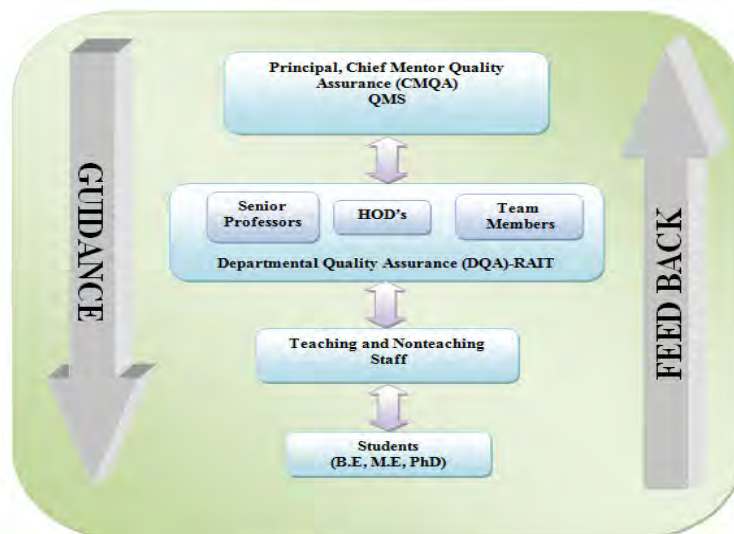 Principal, Chief Mentor Quality
Assurance (CMQA)
QMS
GUIDANCE
Senior
Professors
HOD's
Team
Members
Departmental Quality Assurance (DQA)-RAIT
FEED BACK
Teaching and Nonteaching
Staff
Students
(B.E, M.E, PhD)